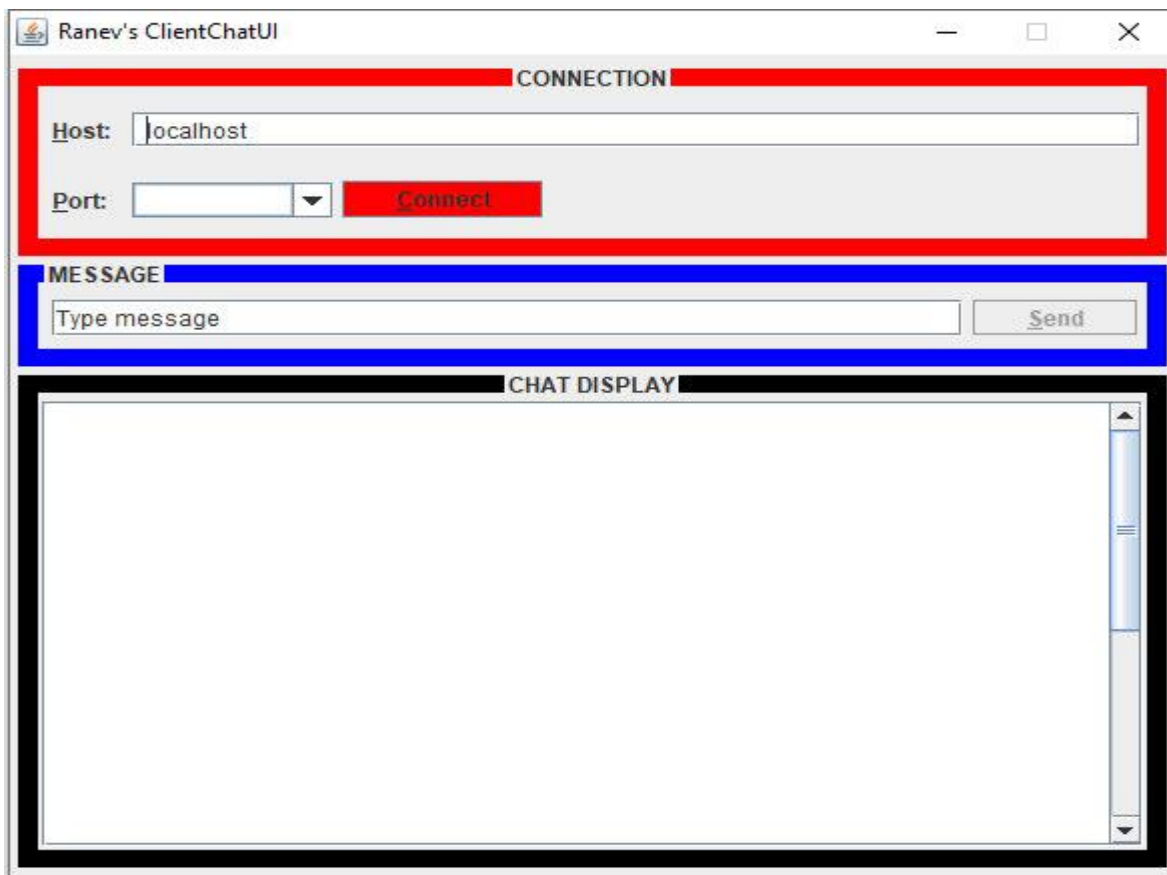 Ranev's ClientChatUI
CONNECTION
Host: localhost
Port: Connect
MESSAGE
Type message Send
CHAT DISPLAY